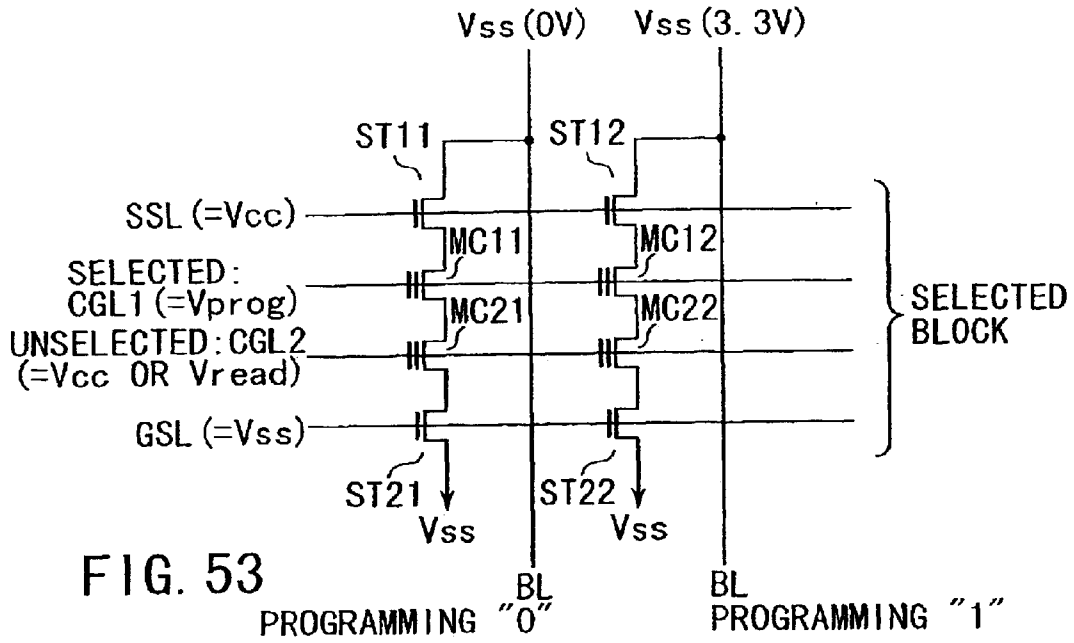 Vss(0V) Vss(3.3V)
ST11 ST12
SSL(=Vcc)
MC11 MC12
SELECTED:
CGL1(=Vprog)
MC21 MC22
SELECTED
BLOCK
UNSELECTED:CGL2
(=Vcc OR Vread)
GSL(=Vss)
ST21 ST22
Vss Vss
FIG. 53
BL BL
PROGRAMMING "0" PROGRAMMING "1"